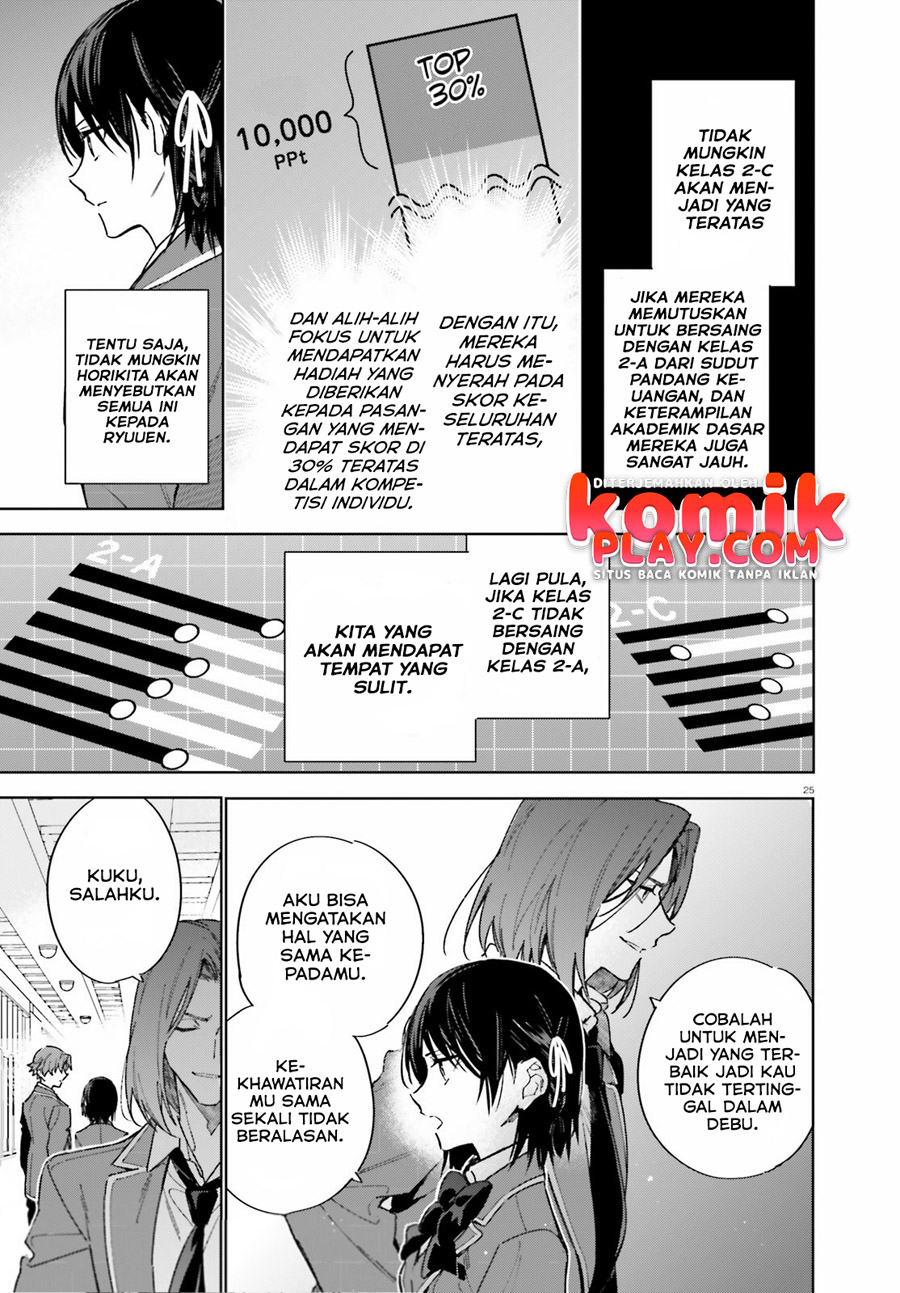 TIDAK
MUNGKIN
KELAS 2-C
AKAN MEN-
JADI YANG
TERATAS
JIKA MEREKA
MEMUTUSKAN
UNTUK BERSAING
DENGAN KELAS
2-A DARI SUDUT
PANDANG KE-
UANGAN, DAN
KETERAMPILAN
AKADEMIK DASAR
MEREKA JUGA
SANGAT JAUH.
TOP
30%
10,000
PPt
DENGAN ITU,
MEREKA
HARUS ME-
NYERAH PADA
SKOR KE-
SELURUHAN
TERATAS,
DAN ALIH-ALIH
FOKUS UNTUK
MENDAPATKAN
HADIAH YANG
DIBERIKAN
KEPADA PASAN-
GAN YANG MEN-
DAPAT SKOR DI
30% TERATAS
DALAM KOMPE-
TISI INDIVIDU.
TENTU SAJA,
TIDAK MUNGKIN
HORIKITA AKAN
MENYEBUTKAN
SEMUA INI
KEPADA
RYUUEN.
DITERJEMAHKAN OLEH
komik
PLAY.COM
SITUS BACA KOMIK TANPA IKLAN
2-C
LAGI PULA,
JIKA KELAS
2-C TIDAK
BERSAING
DENGAN
KELAS 2-A,
KITA YANG
AKAN MENDAPAT
TEMPAT YANG
SULIT.
2-A
25
COBALAH
UNTUK MEN-
JADI YANG TER-
BAIK JADI KAU
TIDAK TERTING-
GAL DALAM
DEBU.
AKU BISA
MENGATAKAN
HAL YANG
SAMA KE-
PADAMU.
KE-
KHAWATIRAN
MU SAMA
SEKALI TIDAK
BERALASAN.
KUKU,
SALAHKU.